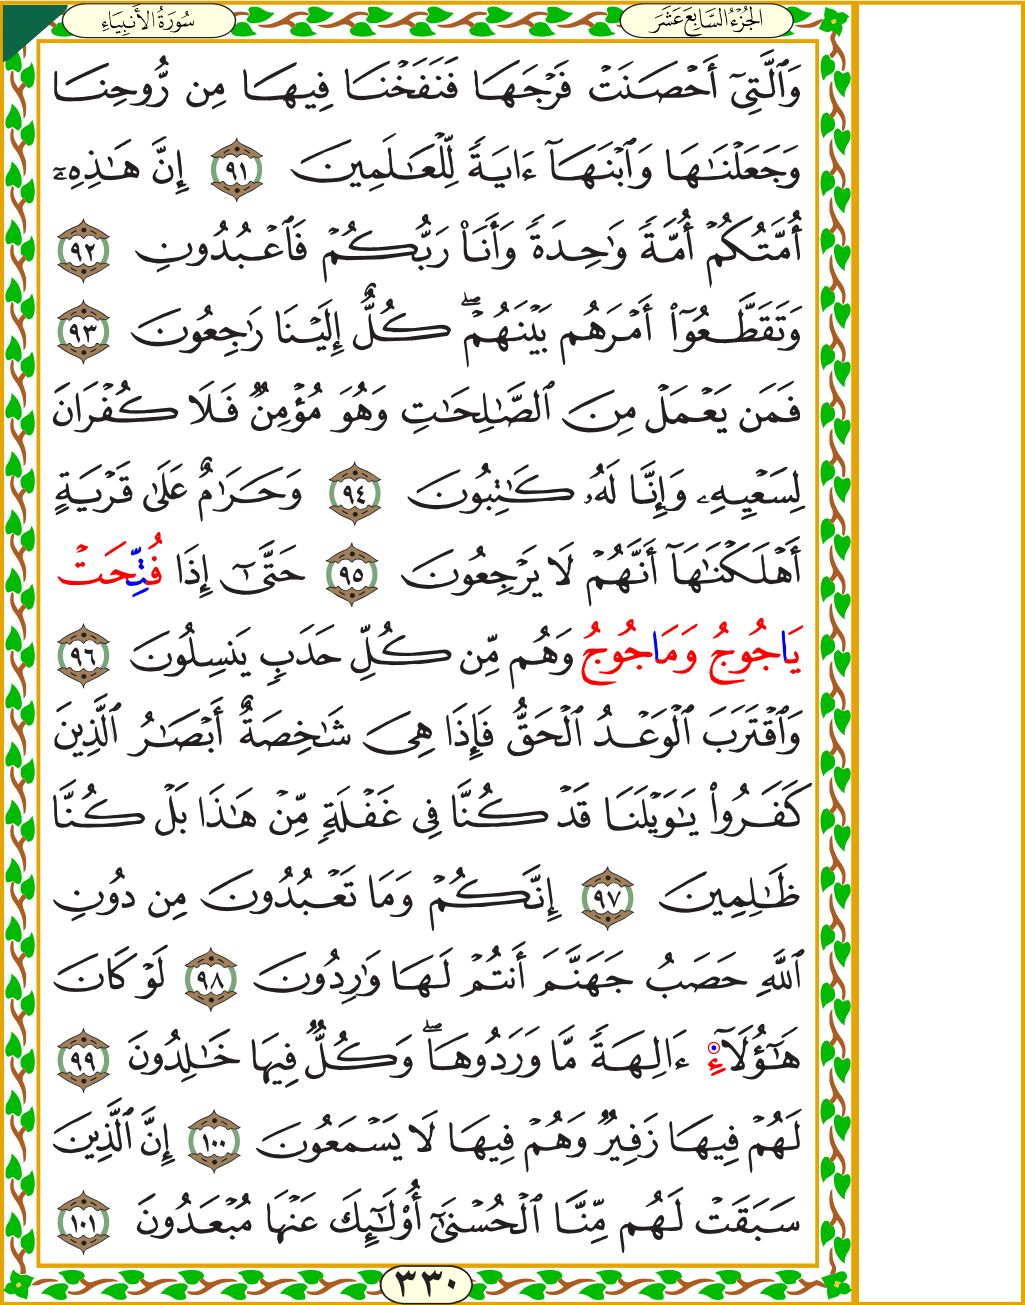 سُورَةُ الأَنبِيَاءِ
الجُزْءُ السَّابِعَ عَشَرَ
وَٱلَّتِىٓ أَحْصَنَتْ فَرْجَهَا فَنَفَخْنَا فِيهَا مِن رُّوحِنَا
وَجَعَلْنَٰهَا وَٱبْنَهَآ ءَايَةً لِّلْعَٰلَمِينَ ٩١ إِنَّ هَٰذِهِۦٓ
أُمَّتُكُمْ أُمَّةً وَٰحِدَةً وَأَنَا۠ رَبُّكُمْ فَٱعْبُدُونِ ٩٢
وَتَقَطَّعُوٓا۟ أَمْرَهُم بَيْنَهُمْ ۖ كُلٌّ إِلَيْنَا رَٰجِعُونَ ٩٣
فَمَن يَعْمَلْ مِنَ ٱلصَّٰلِحَٰتِ وَهُوَ مُؤْمِنٌ فَلَا كُفْرَانَ
لِسَعْيِهِۦ وَإِنَّا لَهُۥ كَٰتِبُونَ ٩٤ وَحَرَٰمٌ عَلَىٰ قَرْيَةٍ
أَهْلَكْنَٰهَآ أَنَّهُمْ لَا يَرْجِعُونَ ٩٥ حَتَّىٰٓ إِذَا فُتِّحَتْ
يَاجُوجُ وَمَاجُوجُ وَهُم مِّن كُلِّ حَدَبٍ يَنسِلُونَ ٩٦
وَٱقْتَرَبَ ٱلْوَعْدُ ٱلْحَقُّ فَإِذَا هِىَ شَٰخِصَةٌ أَبْصَٰرُ ٱلَّذِينَ
كَفَرُوا۟ يَٰوَيْلَنَا قَدْ كُنَّا فِى غَفْلَةٍ مِّنْ هَٰذَا بَلْ كُنَّا
ظَٰلِمِينَ ٩٧ إِنَّكُمْ وَمَا تَعْبُدُونَ مِن دُونِ
ٱللَّهِ حَصَبُ جَهَنَّمَ أَنتُمْ لَهَا وَٰرِدُونَ ٩٨ لَوْ كَانَ
هَٰٓؤُلَآءِ ءَالِهَةً مَّا وَرَدُوهَا ۖ وَكُلٌّ فِيهَا خَٰلِدُونَ ٩٩
لَهُمْ فِيهَا زَفِيرٌ وَهُمْ فِيهَا لَا يَسْمَعُونَ ١٠٠ إِنَّ ٱلَّذِينَ
سَبَقَتْ لَهُم مِّنَّا ٱلْحُسْنَىٰٓ أُو۟لَٰٓئِكَ عَنْهَا مُبْعَدُونَ ١٠١
٣٣٠